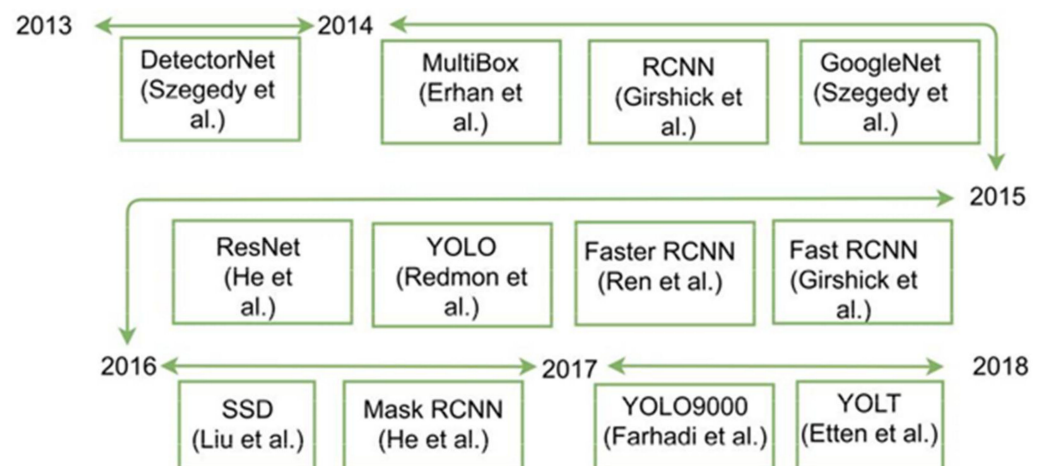 2013
2014
DetectorNet
(Szegedy et
al.)
MultiBox
(Erhan et
al.)
RCNN
(Girshick et
al.)
GoogleNet
(Szegedy et
al.)
2015
ResNet
(He et
al.)
YOLO
(Redmon et
al.)
Faster RCNN
(Ren et al.)
Fast RCNN
(Girshick et
al.)
2016
2017
2018
SSD
(Liu et al.)
Mask RCNN
(He et al.)
YOLO9000
(Farhadi et al.)
YOLT
(Etten et al.)